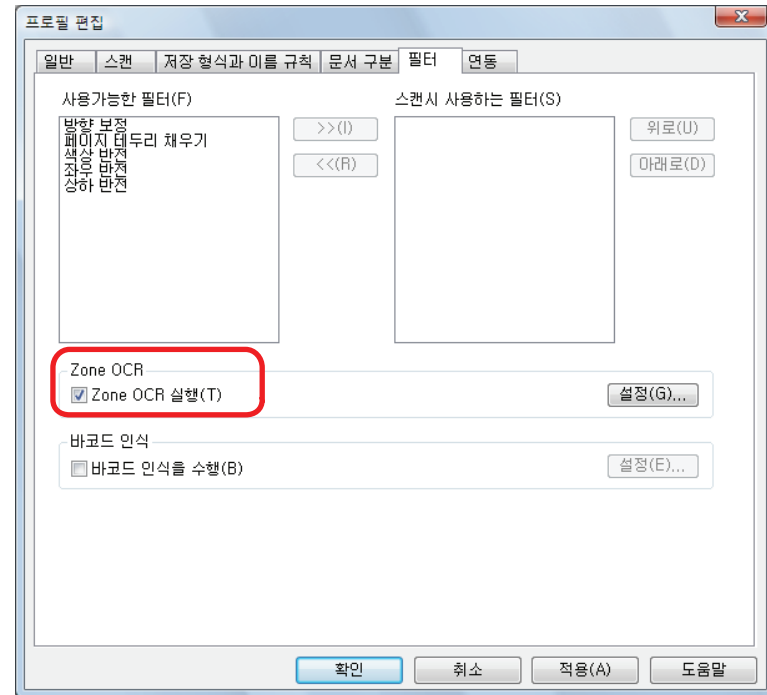 프로필 편집
일반 스캔 저장 형식과 이름 규칙 문서 구분 필터 연동
사용가능한 필터(F) 스캔시 사용하는 필터(S)
방향 보정
페이지 테두리 채우기
색상 반전
좌우 반전
상하 반전
>>(I)
<<(R)
위로(U)
아래로(D)
Zone OCR
Zone OCR 실행(T) 설정(G)...
바코드 인식
바코드 인식을 수행(B) 설정(E)...
확인 취소 적용(A) 도움말